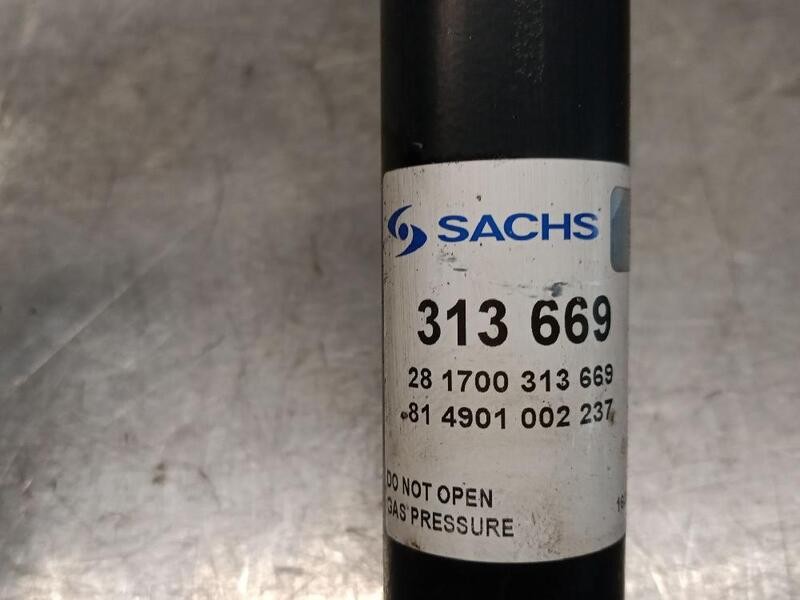 SACHS
313 669
28 1700 313 669
81 4901 002 237
DO NOT OPEN
GAS PRESSURE